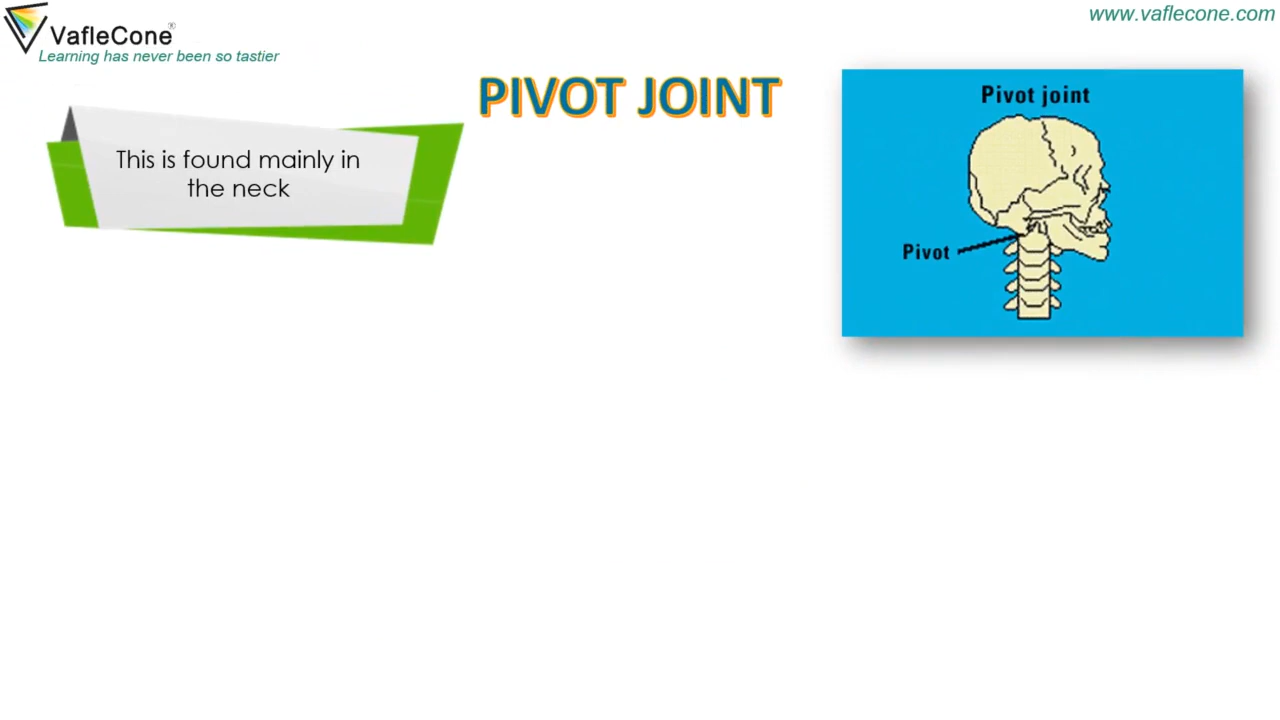 VafleCone®
Learning has never been so tastier
www.vaflecone.com
PIVOT JOINT
This is found mainly in
the neck
Pivot joint
Pivot